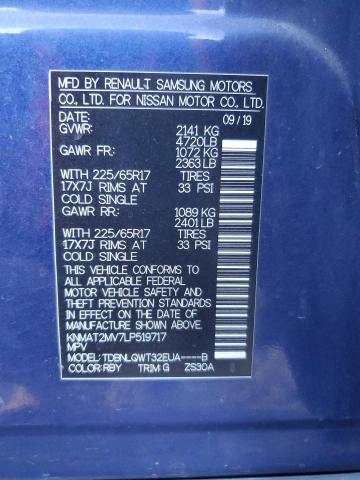 MFD BY RENAULT SAMSUNG MOTORS
CO., LTD. FOR NISSAN MOTOR CO., LTD.
DATE: 09 / 19
GVWR: 2141 KG
4720LB
GAWR FR: 1072 KG
2363LB
WITH 225/65R17 TIRES
17X7J RIMS AT 33 PSI
COLD SINGLE
GAWR RR: 1089 KG
2401LB
WITH 225/65R17 TIRES
17X7J RIMS AT 33 PSI
COLD SINGLE
THIS VEHICLE CONFORMS TO
ALL APPLICABLE FEDERAL
MOTOR VEHICLE SAFETY AND
THEFT PREVENTION STANDARDS
IN EFFECT ON THE DATE OF
MANUFACTURE SHOWN ABOVE.
KNMAT2MV7LP519717
MPV
MODEL: TDBNLQWT32EUA----B
COLOR: RBY TRIM: G ZS30A